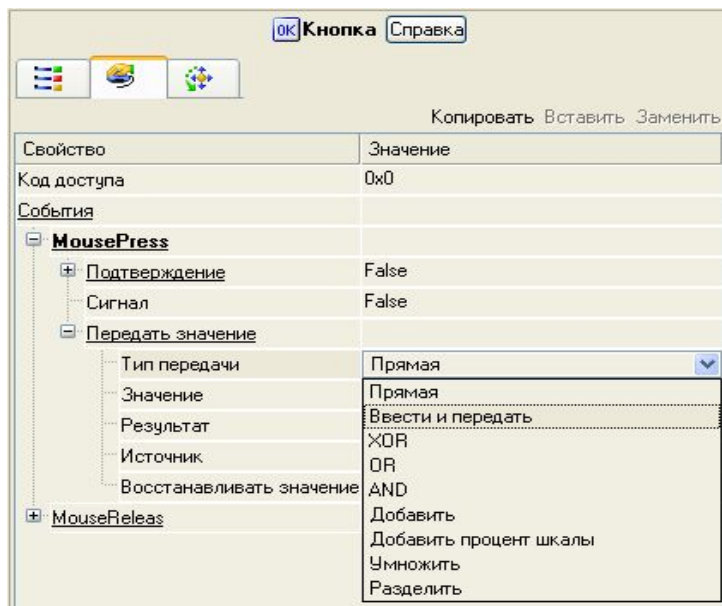 ок Кнопка Справка
Копировать Вставить Заменить
Свойство Значение
Код доступа 0x0
События
MousePress
Подтверждение False
Сигнал False
Передать значение
Тип передачи Прямая
Значение Прямая
Ввести и передать
Результат XOR
Источник OR
Восстанавливать значение AND
MouseReleas Добавить
Добавить процент шкалы
Умножить
Разделить